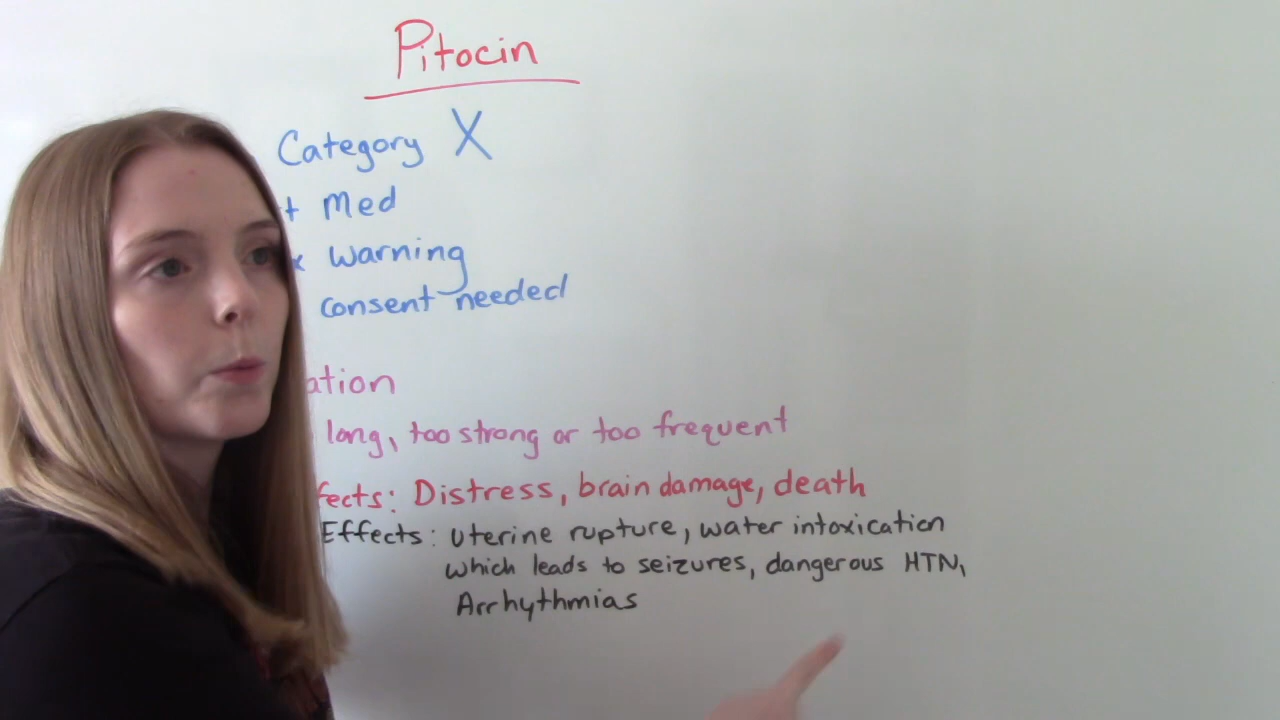 Pitocin
Category X
Med
warning
consent needed
ation
long, too strong or too frequent
fects: Distress, brain damage, death
Effects: uterine rupture, water intoxication
which leads to seizures, dangerous HTN,
Arrhythmias